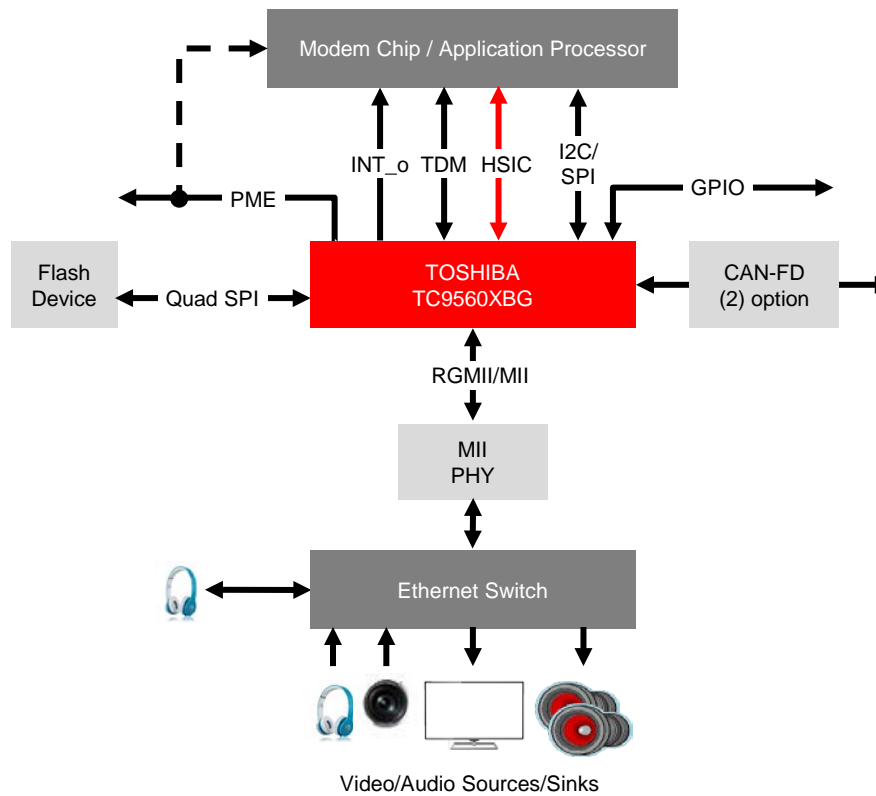 Modem Chip / Application Processor
INT_o
TDM
HSIC
I2C/
SPI
GPIO
PME
Flash
Device
Quad SPI
TOSHIBA
TC9560XBG
CAN-FD
(2) option
RGMII/MII
MII
PHY
Ethernet Switch
Video/Audio Sources/Sinks